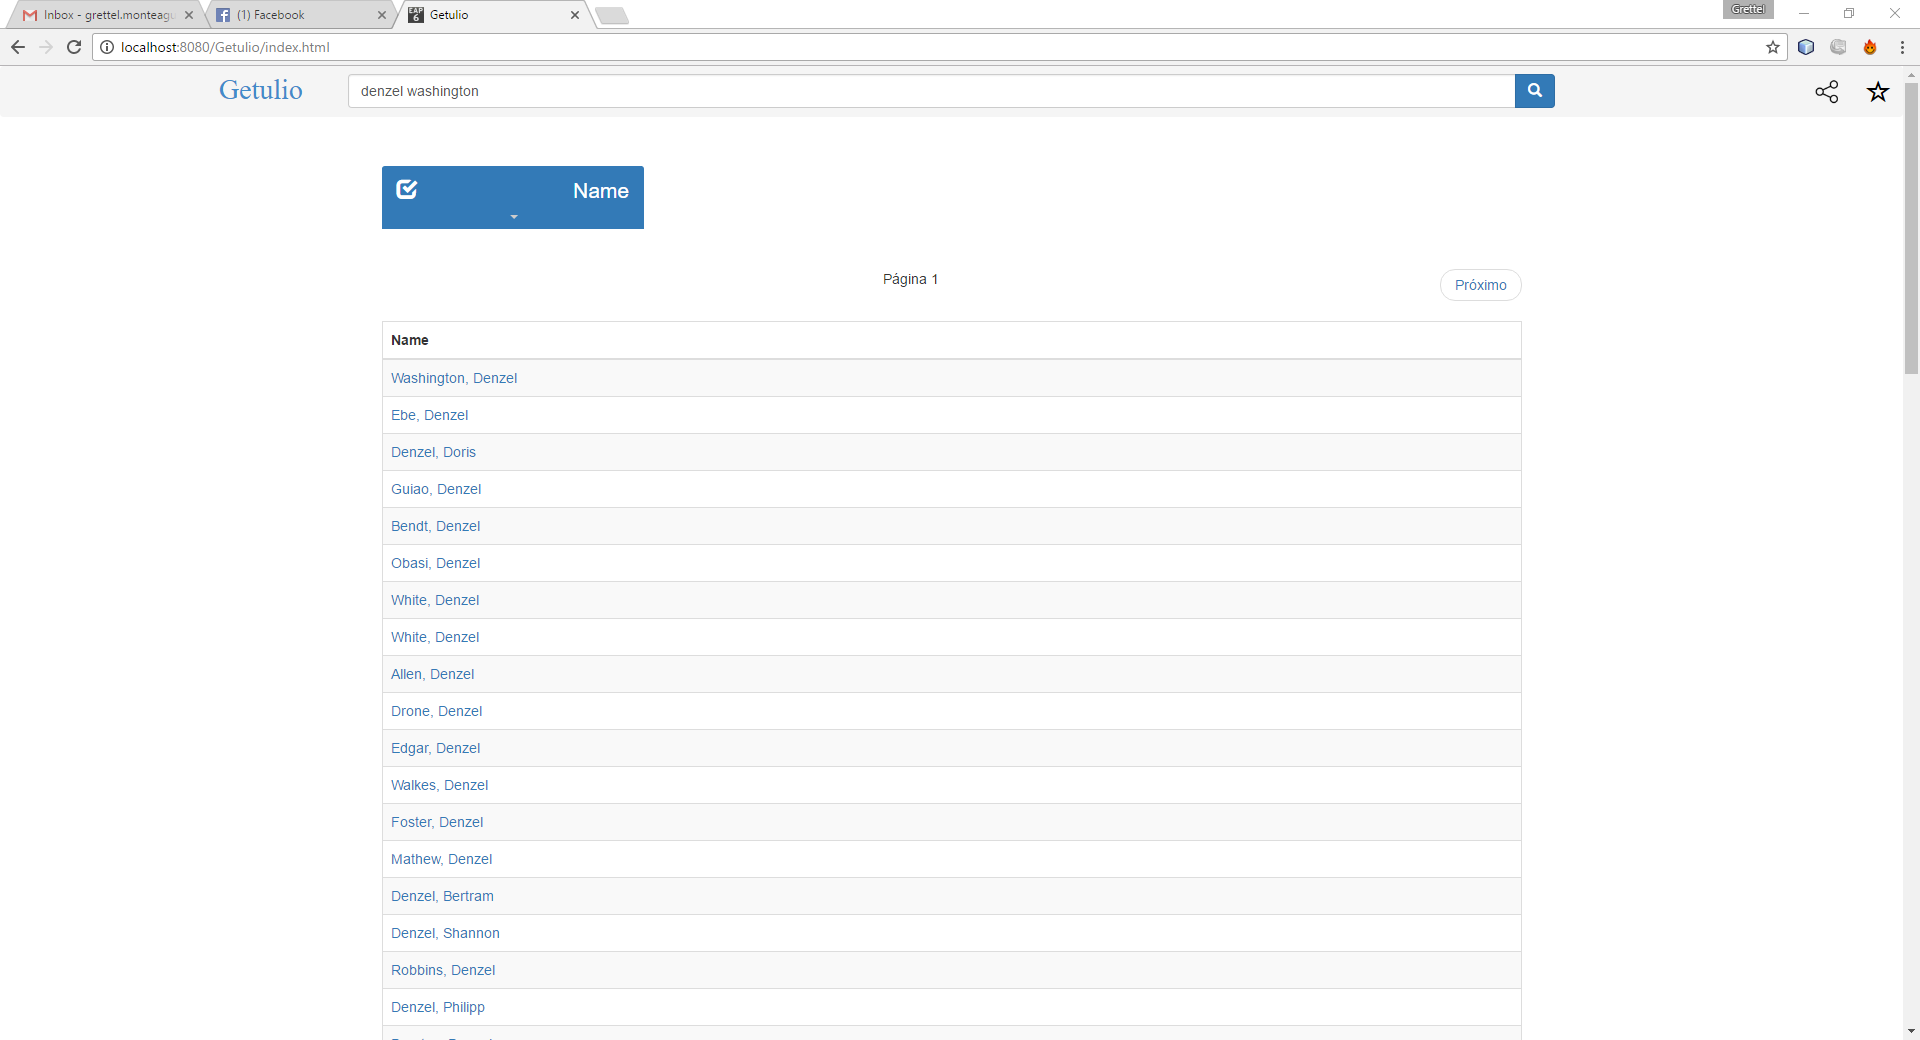 Inbox - grettel.monteagu
(1) Facebook
EAP
6
Getulio
Grettel
localhost:8080/Getulio/index.html
Getulio
denzel washington
Name
Página 1
Próximo
Name
Washington, Denzel
Ebe, Denzel
Denzel, Doris
Guiao, Denzel
Bendt, Denzel
Obasi, Denzel
White, Denzel
White, Denzel
Allen, Denzel
Drone, Denzel
Edgar, Denzel
Walkes, Denzel
Foster, Denzel
Mathew, Denzel
Denzel, Bertram
Denzel, Shannon
Robbins, Denzel
Denzel, Philipp